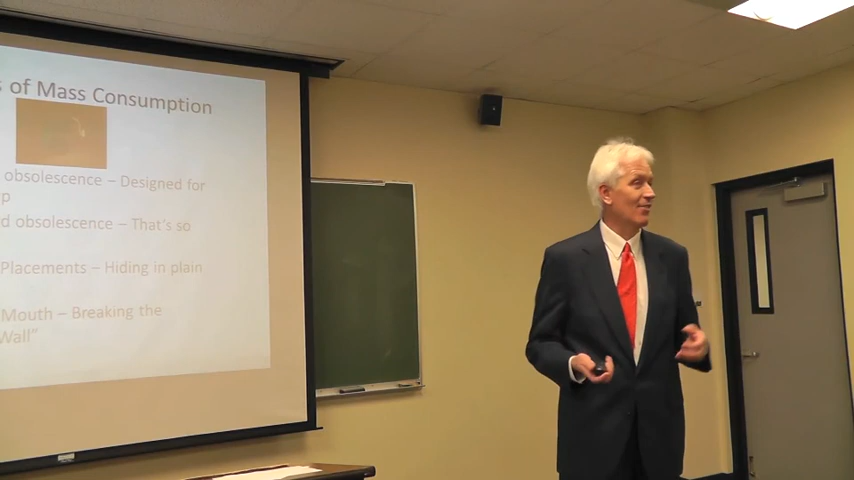 of Mass Consumption
obsolescence – Designed for
obsolescence – That's so
Placements – Hiding in plain
Mouth – Breaking the
Wall"